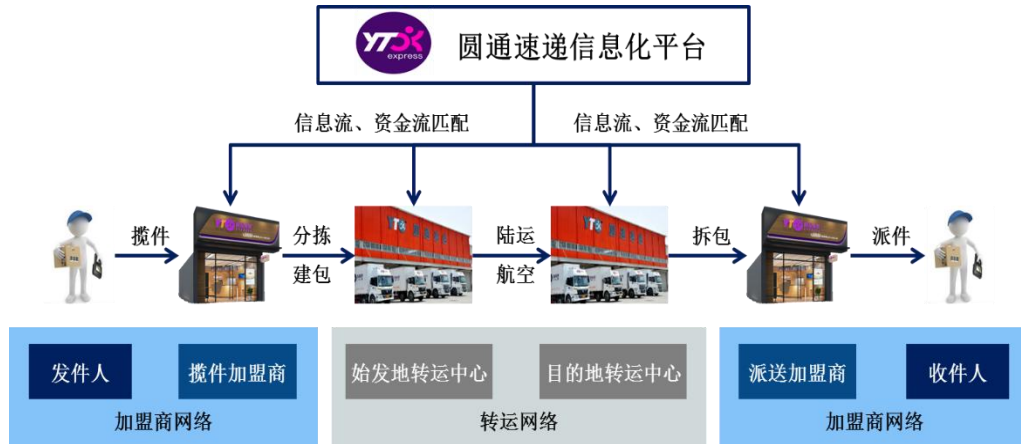 YTO
express
圆通速递信息化平台
信息流、资金流匹配
信息流、资金流匹配
揽件
分拣
建包
陆运
航空
拆包
派件
发件人
揽件加盟商
始发地转运中心
目的地转运中心
派送加盟商
收件人
加盟商网络
转运网络
加盟商网络